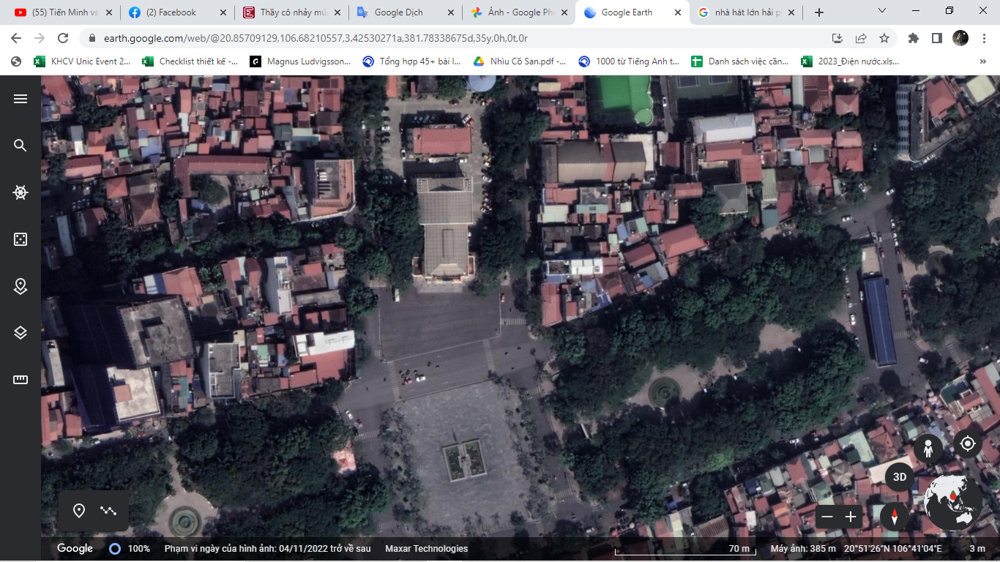 (55) Tiến Minh vs
(2) Facebook
Thầy cô nhảy mú
Google Dịch
Ảnh - Google Ph
Google Earth
nhà hát lớn hải p
earth.google.com/web/@20.85709129,106.68210557,3.42530271a,381.78338675d,35y,0h,0t,0r
KHCV Unic Event 2...
Checklist thiết kế -...
Magnus Ludvigsson...
Tổng hợp 45+ bài l...
Nhìu Cồ San.pdf -...
1000 từ Tiếng Anh t...
Danh sách việc cần...
2023_Điện nước.xls...
»
3D
Google
100%
Phạm vi ngày của hình ảnh: 04/11/2022 trở về sau
Maxar Technologies
70 m
Máy ảnh: 385 m
20°51'26"N 106°41'04"E
3 m